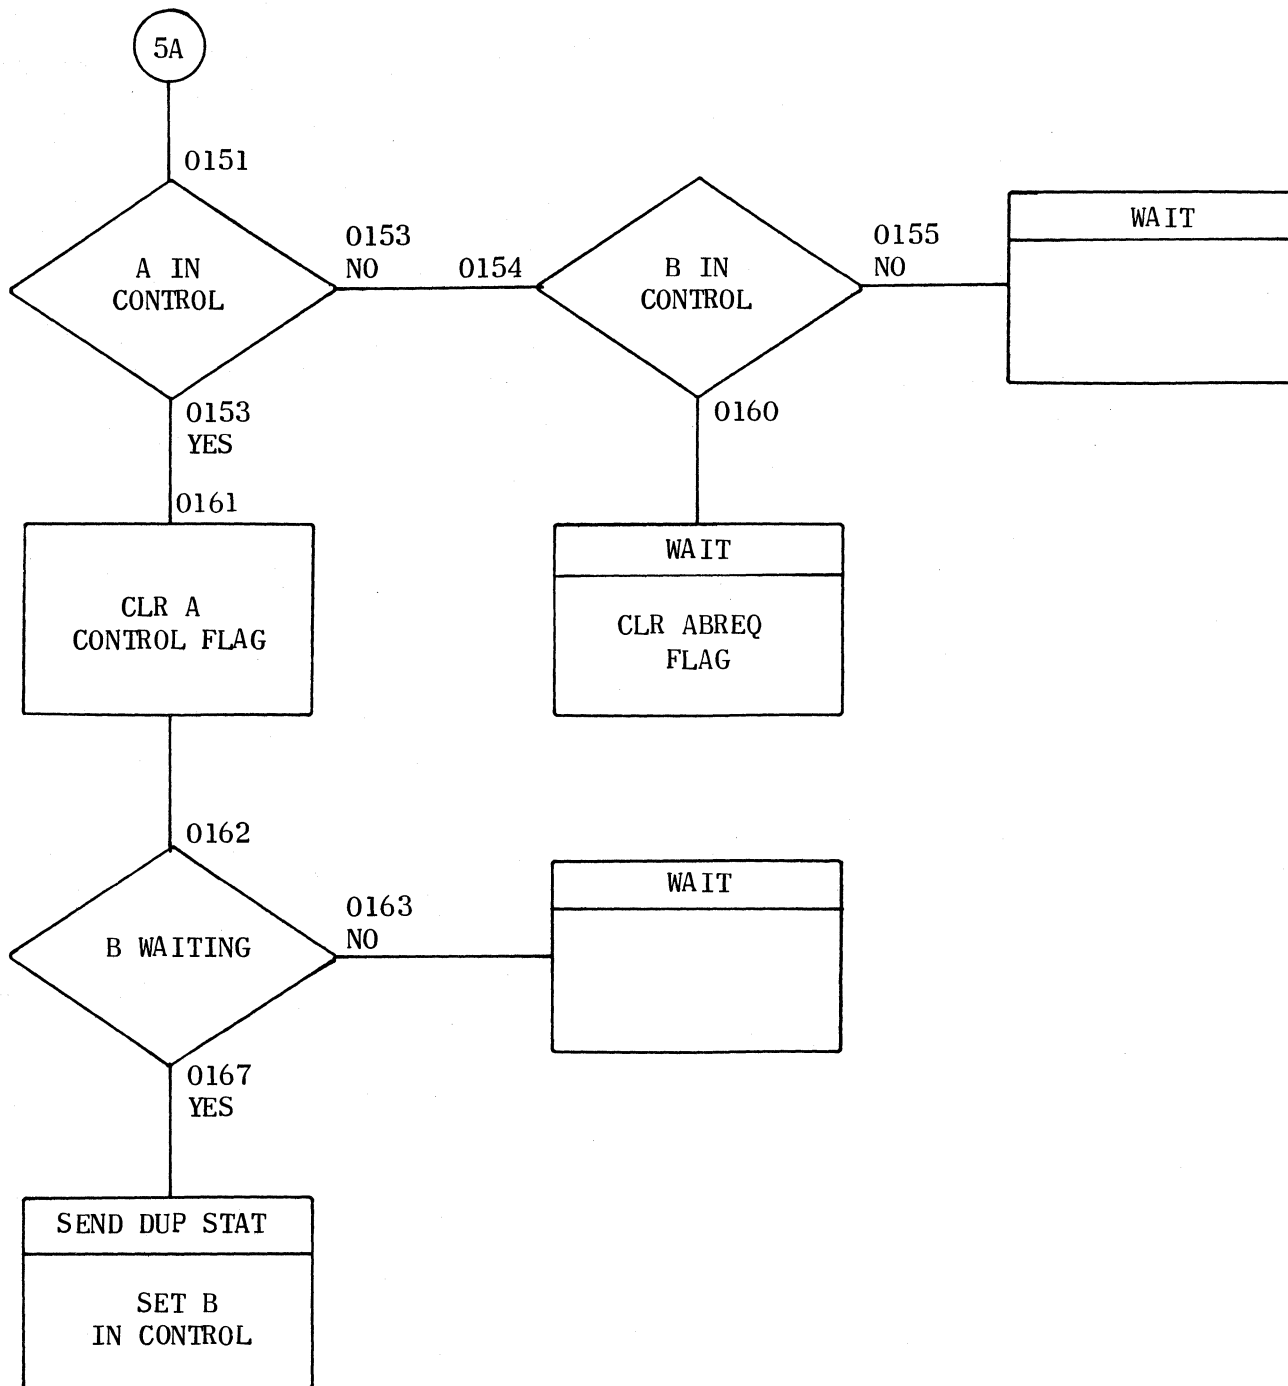 5A
0151
A IN
CONTROL
0153
NO
0154
B IN
CONTROL
0155
NO
WAIT
0153
YES
0160
0161
CLR A
CONTROL FLAG
WAIT
CLR ABREQ
FLAG
0162
B WAITING
0163
NO
WAIT
0167
YES
SEND DUP STAT
SET B
IN CONTROL